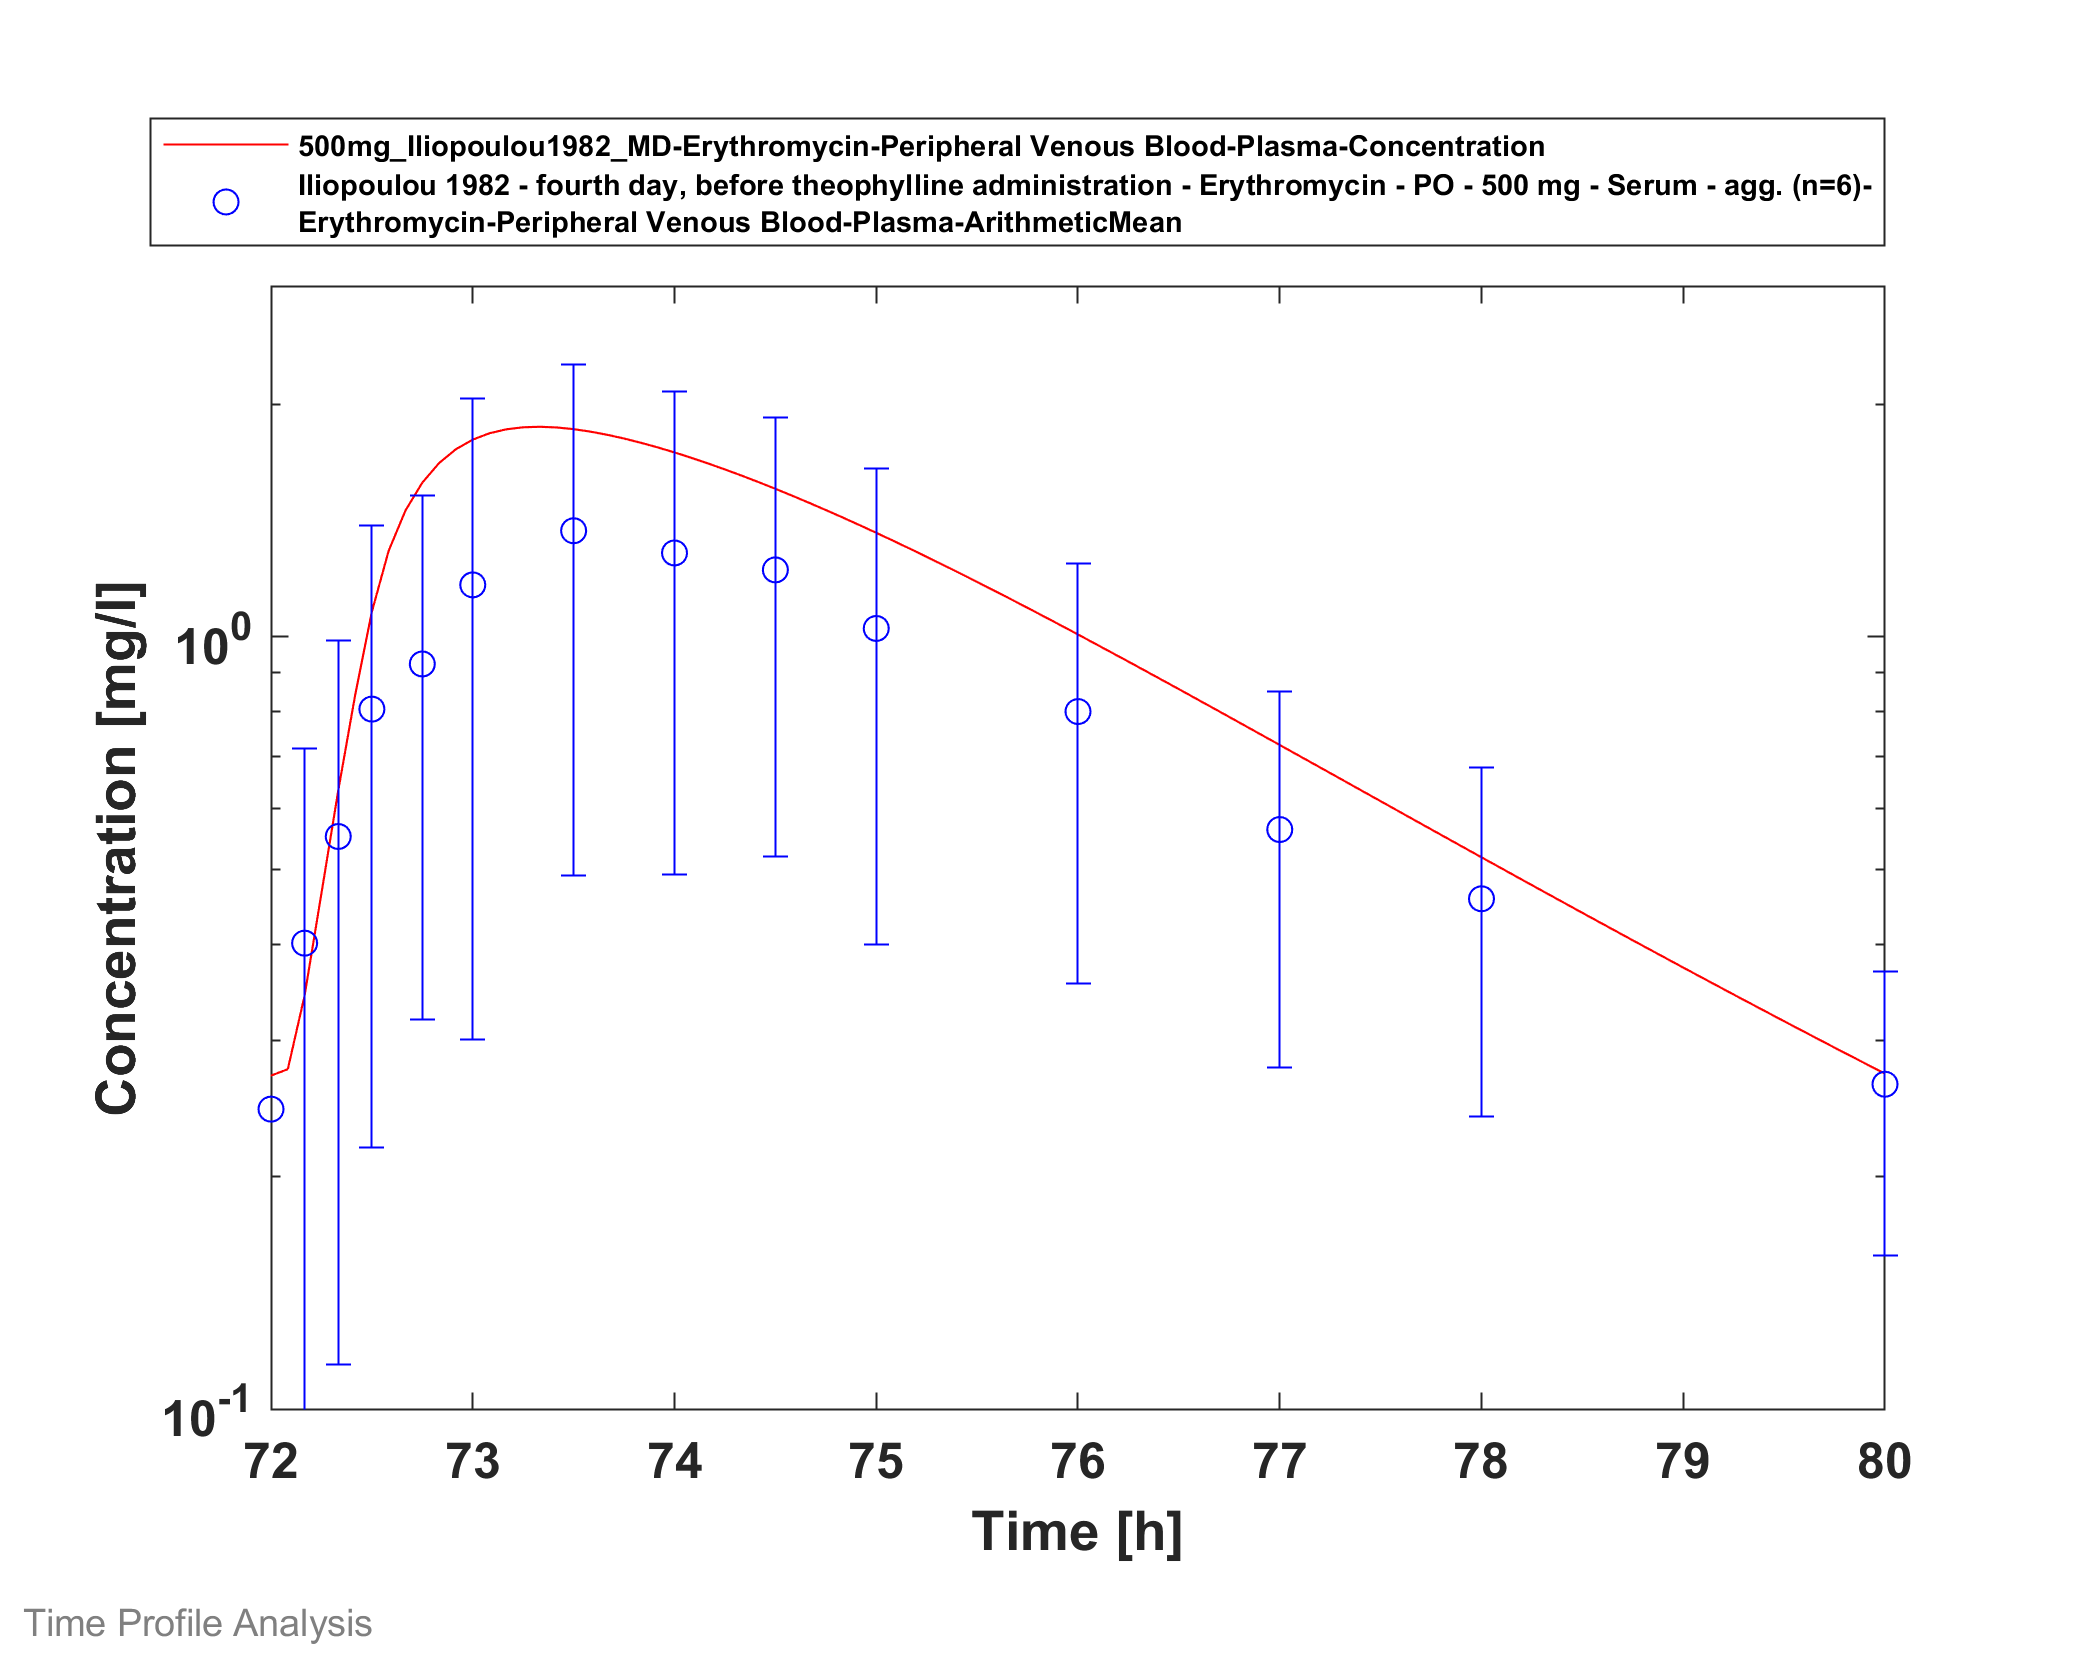 500mg_Iliopoulou1982_MD-Erythromycin-Peripheral Venous Blood-Plasma-Concentration
Iliopoulou 1982 - fourth day, before theophylline administration - Erythromycin - PO - 500 mg - Serum - agg. (n=6)-
Erythromycin-Peripheral Venous Blood-Plasma-ArithmeticMean
Concentration [mg/l]
10^0
10^-1
72 73 74 75 76 77 78 79 80
Time [h]
Time Profile Analysis